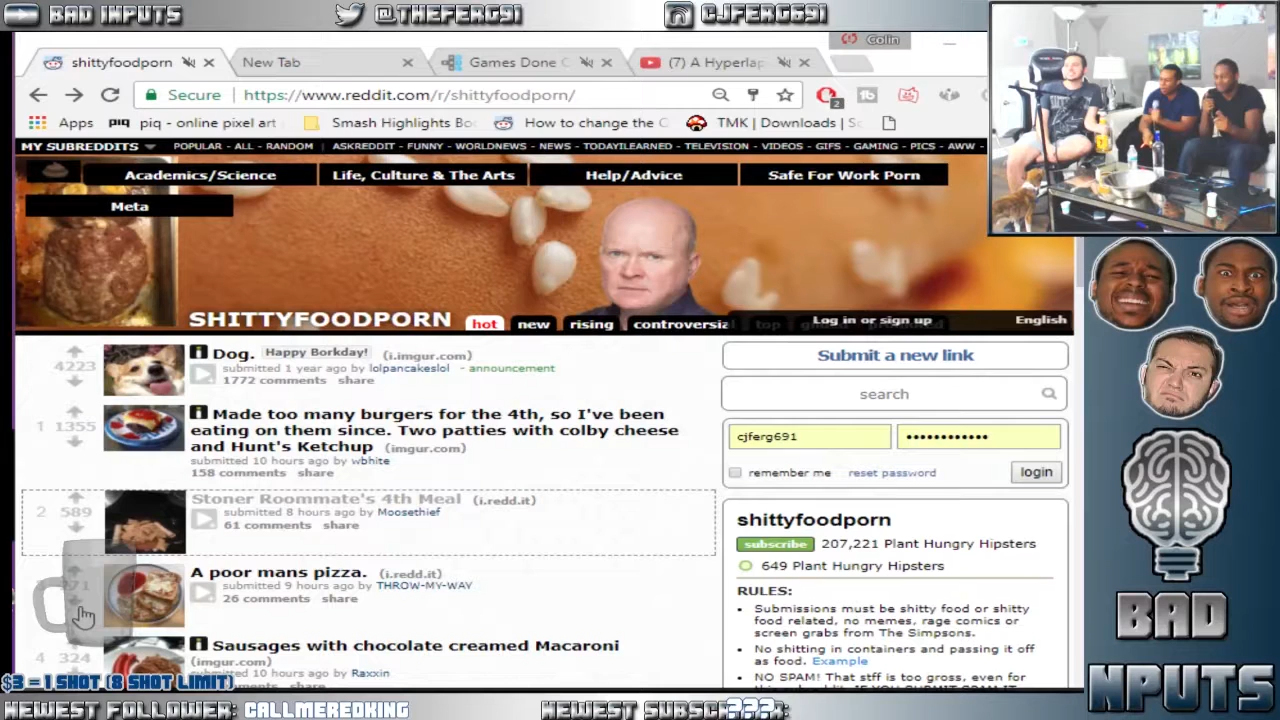 BAD INPUTS
@THEFERG91
CJFERG691
Colin
shittyfoodporn
New Tab
Games Done
(7) A Hyperlap
Secure
https://www.reddit.com/r/shittyfoodporn/
2
Apps
piq - online pixel art
Smash Highlights Bo
How to change the
TMK | Downloads | S
MY SUBREDDITS
POPULAR - ALL - RANDOM | ASKREDDIT - FUNNY - WORLDNEWS - NEWS - TODAYILEARNED - TELEVISION - VIDEOS - GIFS - GAMING - PICS - AWW -
Academics/Science
Life, Culture & The Arts
Help/Advice
Safe For Work Porn
Meta
SHITTYFOODPORN
hot
new
rising
controversia
top
Log in or sign up
English
4223
Dog. Happy Borkday! (i.imgur.com)
submitted 1 year ago by lolpancakeslol - announcement
1772 comments share
1 1355
Made too many burgers for the 4th, so I've been
eating on them since. Two patties with colby cheese
and Hunt's Ketchup (imgur.com)
submitted 10 hours ago by wbhite
158 comments share
2 589
Stoner Roommate's 4th Meal (i.redd.it)
submitted 8 hours ago by Moosethief
61 comments share
A poor mans pizza. (i.redd.it)
submitted 9 hours ago by THROW-MY-WAY
26 comments share
4 324
Sausages with chocolate creamed Macaroni
(imgur.com)
submitted 10 hours ago by Raxxin
Submit a new link
search
cjferg691
remember me
reset password
login
shittyfoodporn
subscribe 207,221 Plant Hungry Hipsters
649 Plant Hungry Hipsters
RULES:
Submissions must be shitty food or shitty
food related, no memes, rage comics or
screen grabs from The Simpsons.
No shitting in containers and passing it off
as food. Example
NO SPAM! That stff is too gross, even for
BAD
NPUTS
$3 = 1 SHOT (8 SHOT LIMIT)
NEWEST FOLLOWER: CALLMEREDKING
NEWEST SUBSC ???: